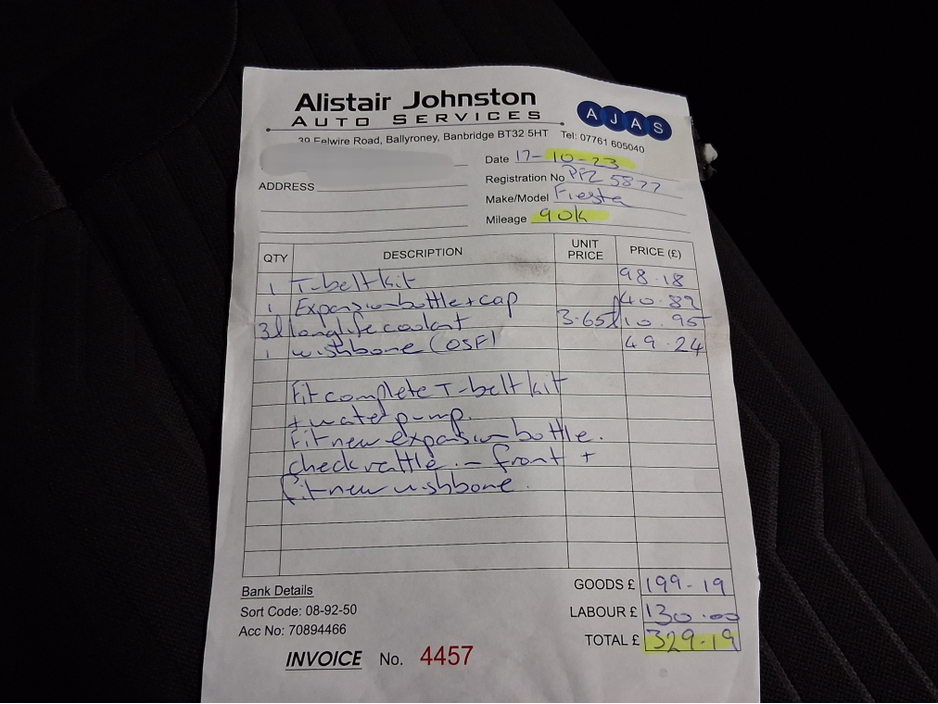 Alistair Johnston
AUTO SERVICES
AJAS
39 Felwire Road, Ballyroney, Banbridge BT32 5HT Tel: 07761 605040
Date 17-10-23
Registration No PFZ 5877
ADDRESS
Make/Model Fiesta
Mileage 90k
QTY DESCRIPTION UNIT PRICE PRICE (£)
1 T-belt kit 98.18
1 Expansion bottle + cap 40.82
3l longlife coolant 3.65l 10.95
1 wishbone (OSF) 49.24
Fit complete T-belt kit
+ water pump.
Fit new expansion bottle.
check rattle. - front +
fit new wishbone.
Bank Details
Sort Code: 08-92-50
Acc No: 70894466
GOODS £ 199-19
LABOUR £ 130.00
TOTAL £ 329.19
INVOICE No. 4457